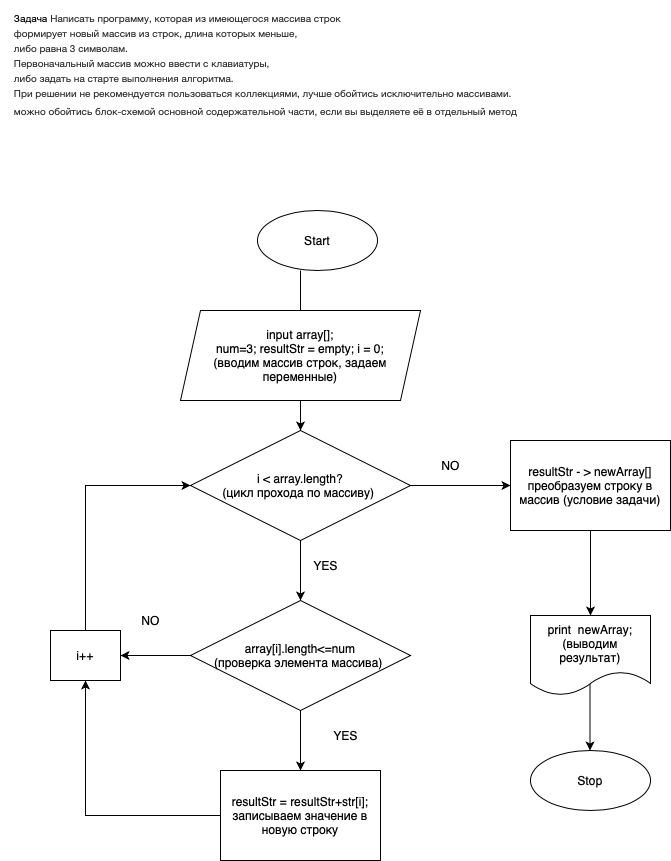 Задача Написать программу, которая из имеющегося массива строк
формирует новый массив из строк, длина которых меньше,
либо равна 3 символам.
Первоначальный массив можно ввести с клавиатуры,
либо задать на старте выполнения алгоритма.
При решении не рекомендуется пользоваться коллекциями, лучше обойтись исключительно массивами.
можно обойтись блок-схемой основной содержательной части, если вы выделяете её в отдельный метод
Start
input array[];
num=3; resultStr = empty; i = 0;
(вводим массив строк, задаем
переменные)
i < array.length?
(цикл прохода по массиву)
NO
resultStr - > newArray[]
преобразуем строку в
массив (условие задачи)
YES
NO
array[i].length<=num
(проверка элемента массива)
i++
print newArray;
(выводим
результат)
YES
Stop
resultStr = resultStr+str[i];
записываем значение в
новую строку